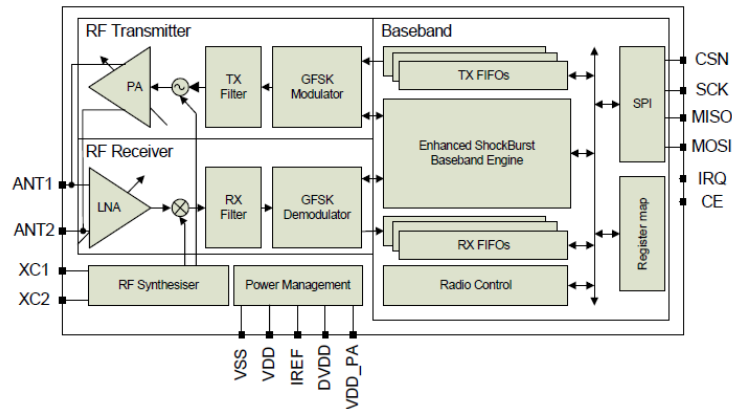 RF Transmitter
Baseband
PA
TX
Filter
GFSK
Modulator
TX FIFOs
SPI
CSN
SCK
MISO
MOSI
Enhanced ShockBurst
Baseband Engine
RF Receiver
ANT1
LNA
RX
Filter
GFSK
Demodulator
IRQ
CE
ANT2
RX FIFOs
Register map
XC1
XC2
RF Synthesiser
Power Management
Radio Control
VSS
VDD
IREF
DVDD
VDD_PA